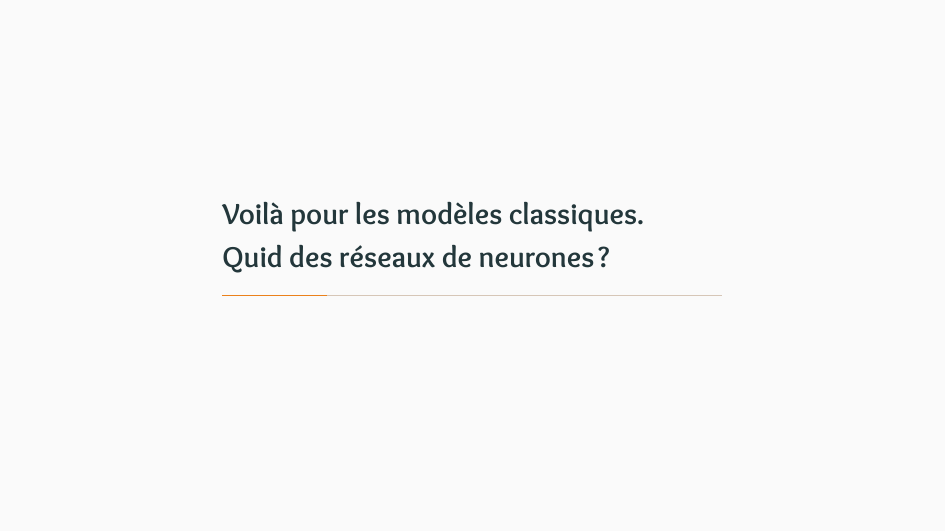 Voilà pour les modèles classiques.
Quid des réseaux de neurones ?